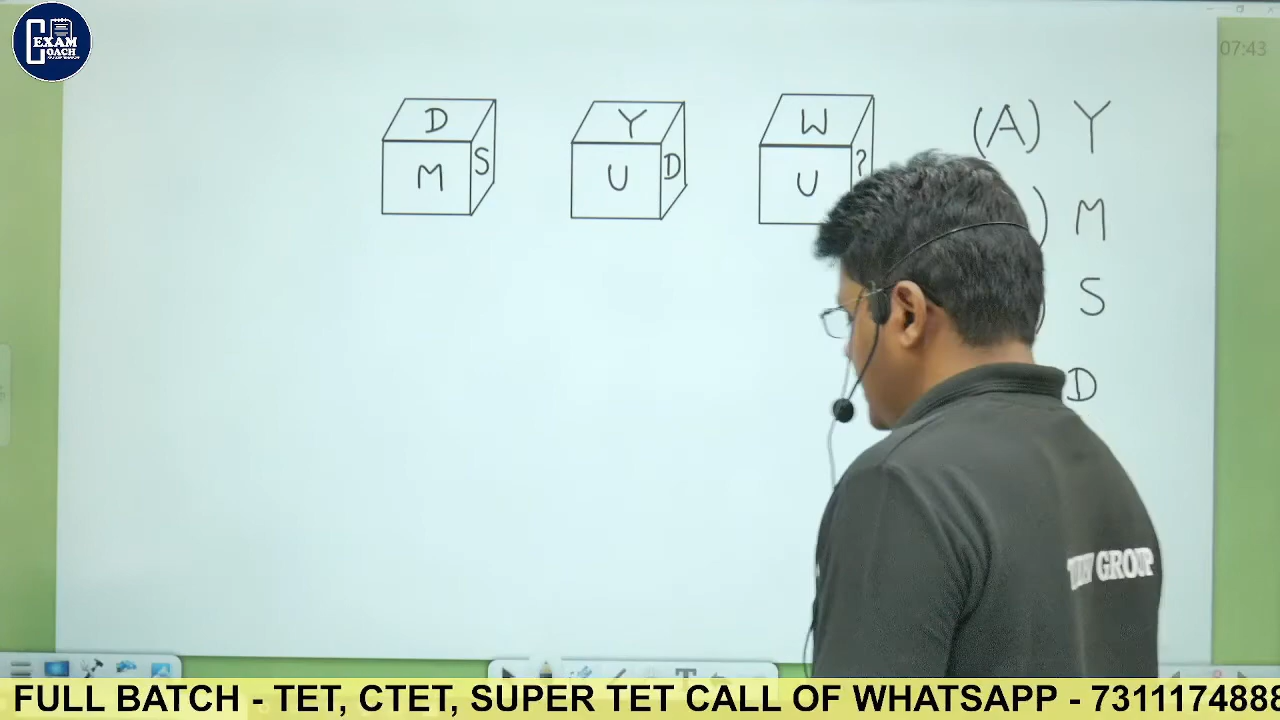 EXAM
COACH
07:43
D
M
S
Y
U
D
W
U
?
(A) Y
) M
) S
D
GROUP
FULL BATCH - TET, CTET, SUPER TET CALL OF WHATSAPP - 7311174888